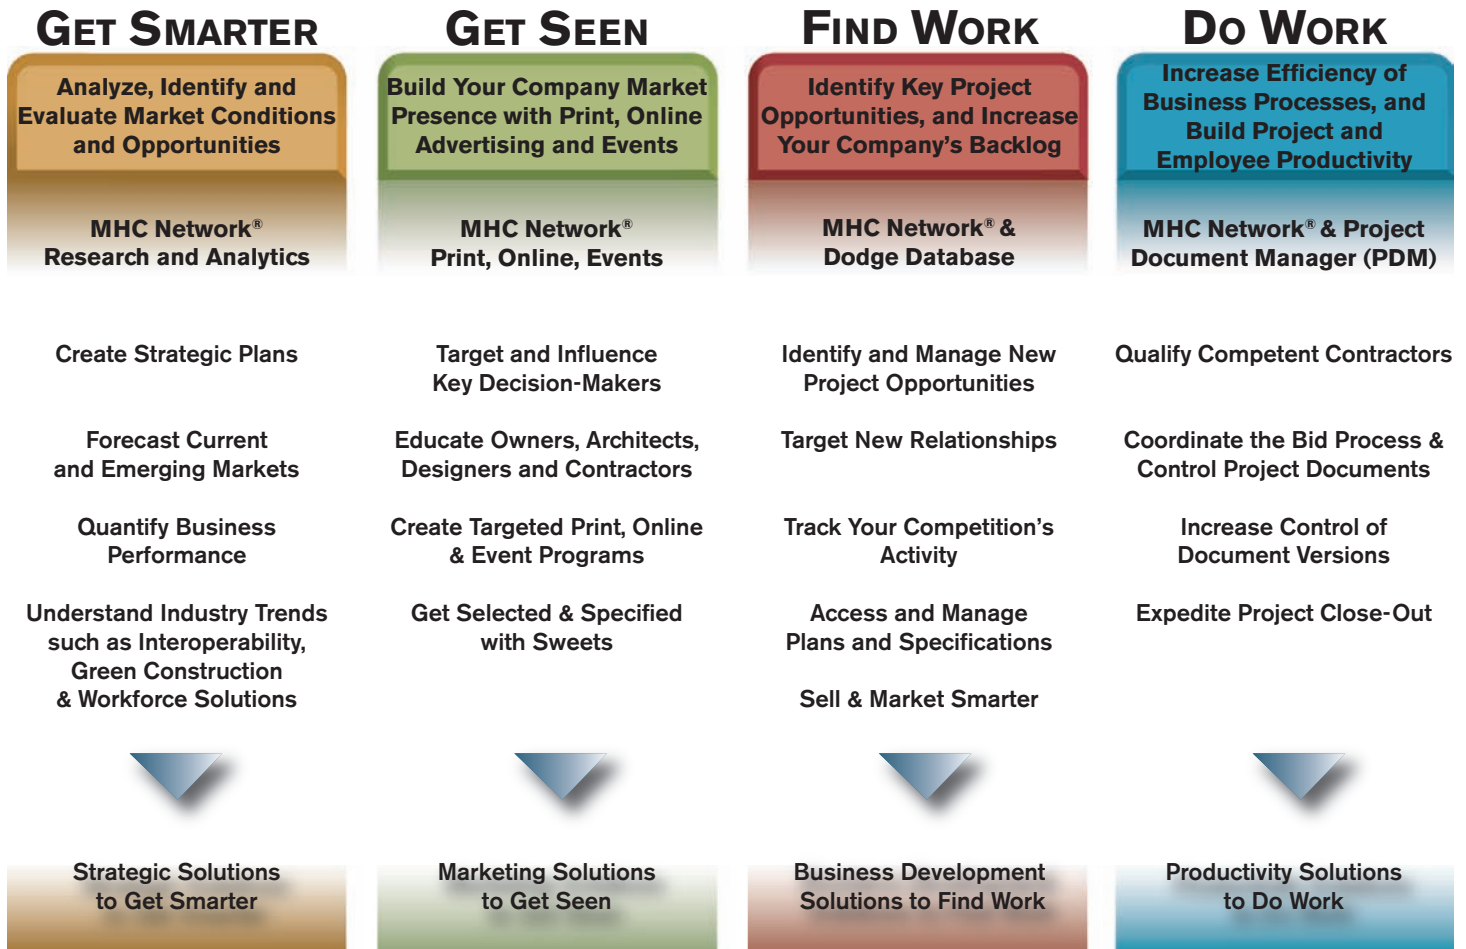 GET SMARTER
Analyze, Identify and
Evaluate Market Conditions
and Opportunities
MHC Network®
Research and Analytics
Create Strategic Plans
Forecast Current
and Emerging Markets
Quantify Business
Performance
Understand Industry Trends
such as Interoperability,
Green Construction
& Workforce Solutions
Strategic Solutions
to Get Smarter
GET SEEN
Build Your Company Market
Presence with Print, Online
Advertising and Events
MHC Network®
Print, Online, Events
Target and Influence
Key Decision-Makers
Educate Owners, Architects,
Designers and Contractors
Create Targeted Print, Online
& Event Programs
Get Selected & Specified
with Sweets
Marketing Solutions
to Get Seen
FIND WORK
Identify Key Project
Opportunities, and Increase
Your Company’s Backlog
MHC Network® &
Dodge Database
Identify and Manage New
Project Opportunities
Target New Relationships
Track Your Competition’s
Activity
Access and Manage
Plans and Specifications
Sell & Market Smarter
Business Development
Solutions to Find Work
DO WORK
Increase Efficiency of
Business Processes, and
Build Project and
Employee Productivity
MHC Network® & Project
Document Manager (PDM)
Qualify Competent Contractors
Coordinate the Bid Process &
Control Project Documents
Increase Control of
Document Versions
Expedite Project Close-Out
Productivity Solutions
to Do Work